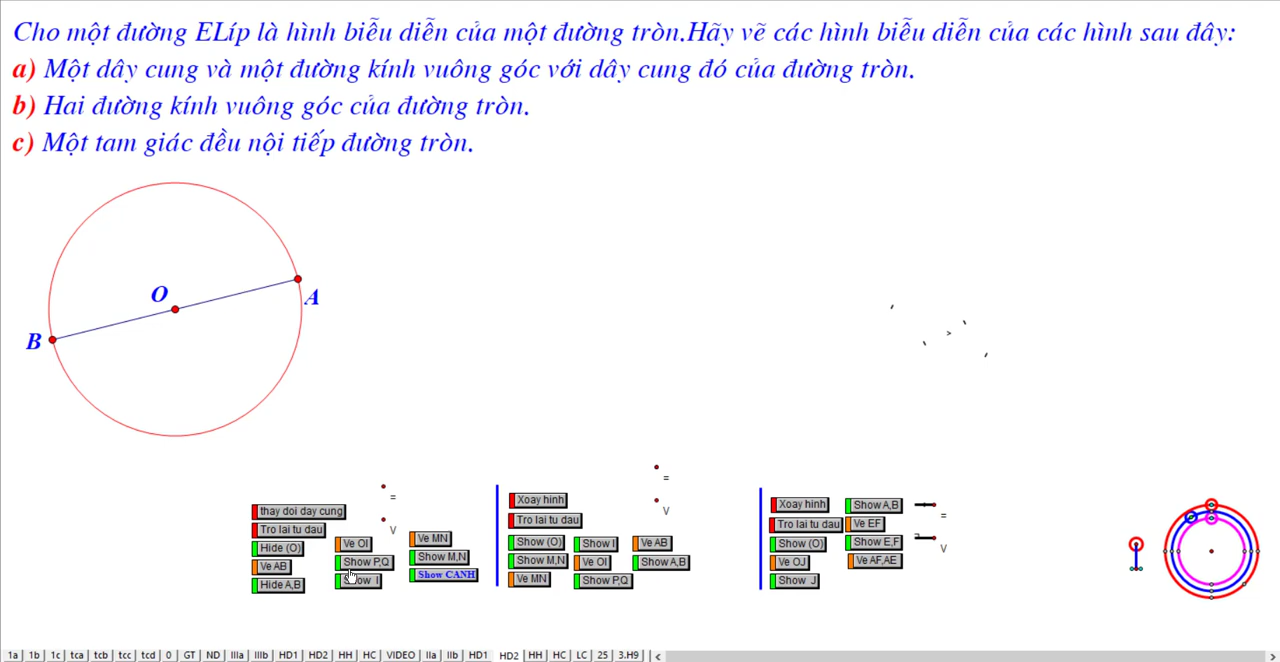 Cho một đường ELíp là hình biễu diễn của một đường tròn.Hãy vẽ các hình biễu diễn của các hình sau đây:
a) Một dây cung và một đường kính vuông góc với dây cung đó của đường tròn.
b) Hai đường kính vuông góc của đường tròn.
c) Một tam giác đều nội tiếp đường tròn.
O
A
B
thay doi day cung
Tro lai tu dau
Hide (O)
Ve AB
Hide A,B
Ve OI
Show P,Q
Show I
=
V
Ve MN
Show M,N
Show CANH
Xoay hinh
Tro lai tu dau
Show (O)
Show M,N
Ve MN
Show I
Ve OI
Show P,Q
=
V
Ve AB
Show A,B
Xoay hinh
Tro lai tu dau
Show (O)
Ve OJ
Show J
Show A,B
Ve EF
Show E,F
Ve AF,AE
=
V
1a 1b 1c tca tcb tcc tcd 0 GT ND IIIa IIIb HD1 HD2 HH HC VIDEO IIa IIb HD1 HD2 HH HC LC 25 3.H9